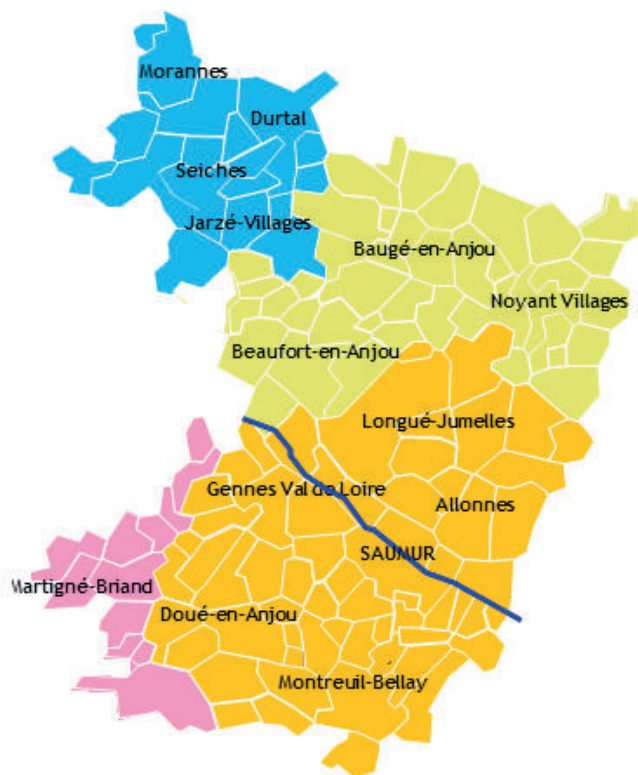 Morannes
Durtal
Seiches
Jarzé-Villages
Baugé-en-Anjou
Noyant Villages
Beaufort-en-Anjou
Longué-Jumelles
Gennes Val de Loire
Allonnes
SAUMUR
Martigné-Briand
Doué-en-Anjou
Montreuil-Bellay